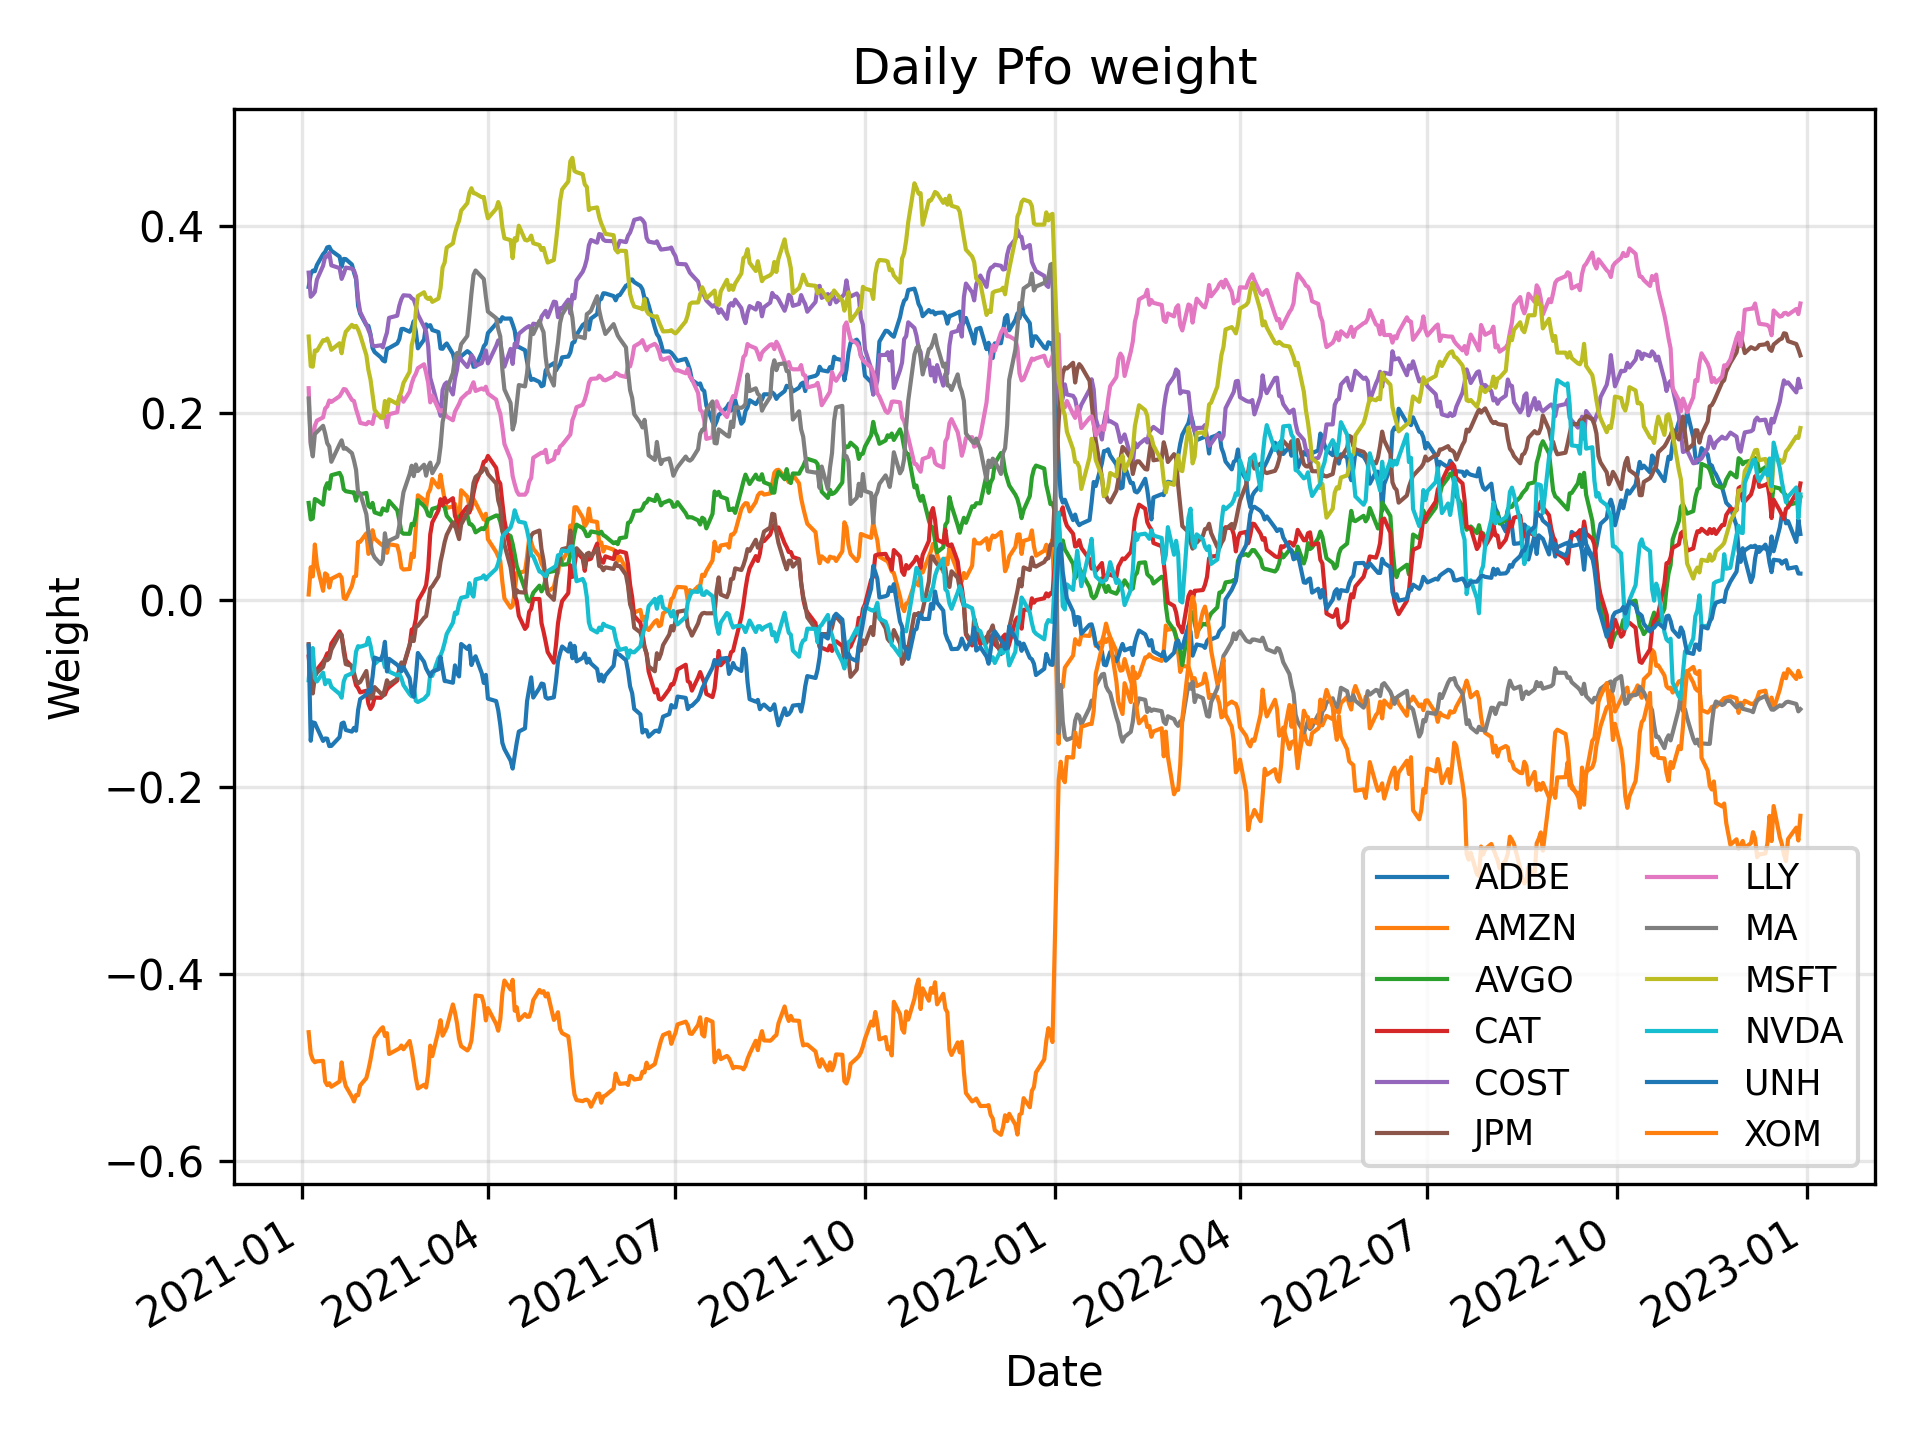 Daily Pfo weight
Weight
0.4
0.2
0.0
−0.2
−0.4
−0.6
2021-01
2021-04
2021-07
2021-10
2022-01
2022-04
2022-07
2022-10
2023-01
Date
ADBE
AMZN
AVGO
CAT
COST
JPM
LLY
MA
MSFT
NVDA
UNH
XOM